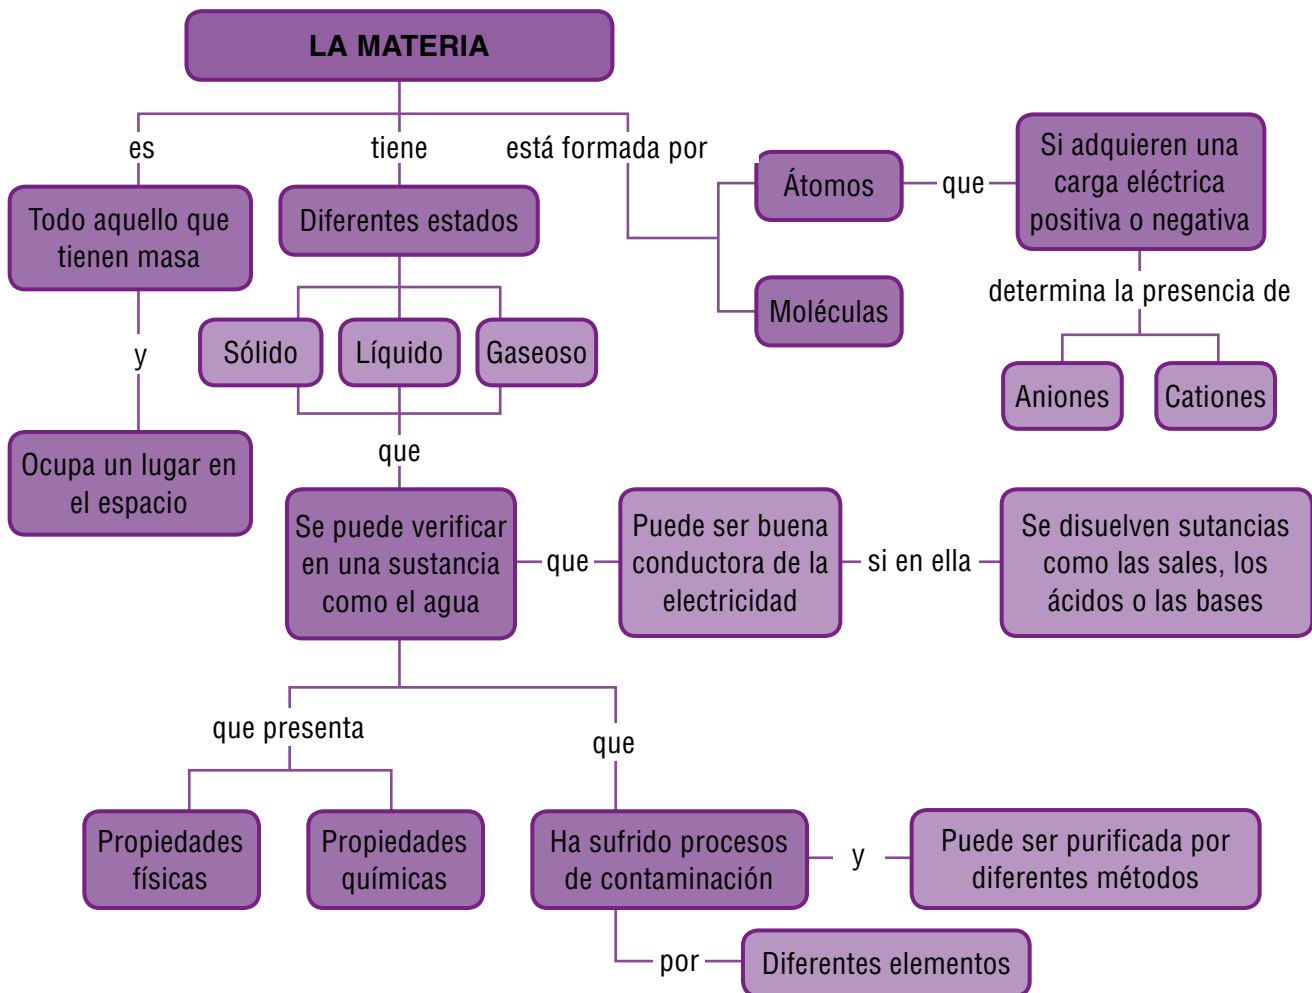 LA MATERIA
es
tiene
está formada por
Todo aquello que
tienen masa
Diferentes estados
Átomos
que
Si adquieren una
carga eléctrica
positiva o negativa
Moléculas
determina la presencia de
y
Sólido
Líquido
Gaseoso
Aniones
Cationes
Ocupa un lugar en
el espacio
que
Se puede verificar
en una sustancia
como el agua
que
Puede ser buena
conductora de la
electricidad
si en ella
Se disuelven sutancias
como las sales, los
ácidos o las bases
que presenta
que
Propiedades
físicas
Propiedades
químicas
Ha sufrido procesos
de contaminación
y
Puede ser purificada por
diferentes métodos
por
Diferentes elementos